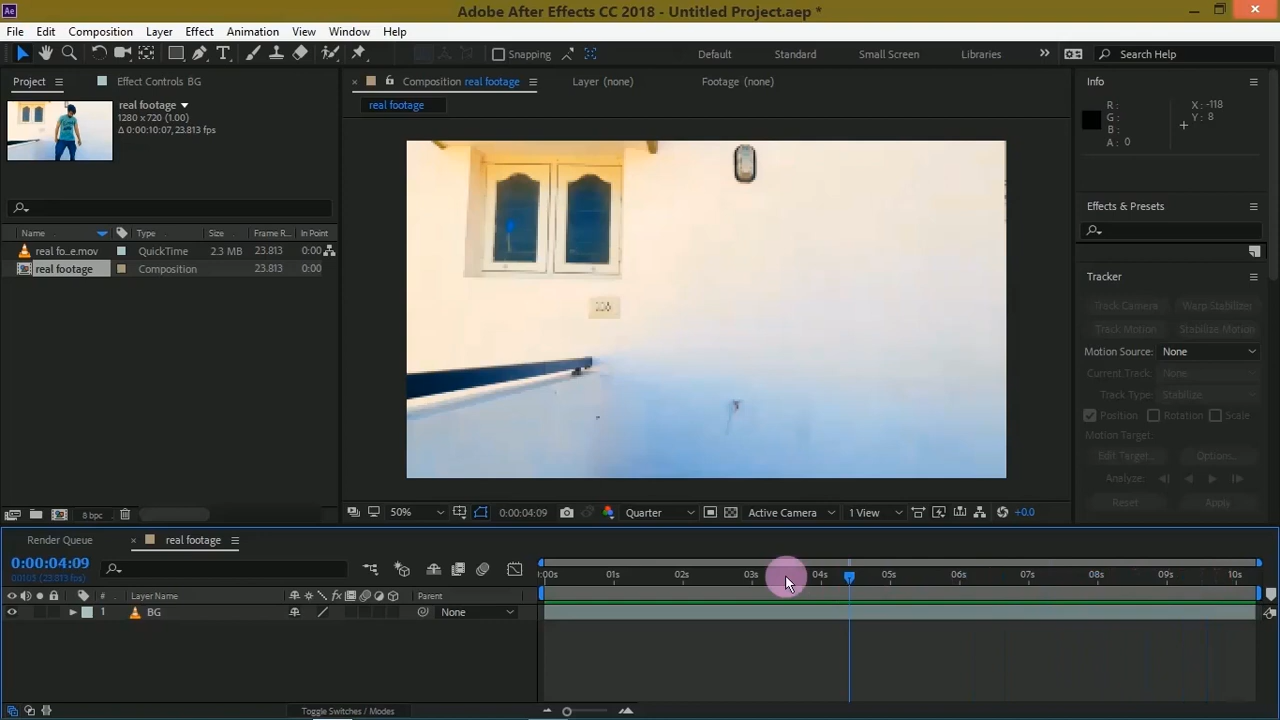 Ae Adobe After Effects CC 2018 - Untitled Project.aep *
File Edit Composition Layer Effect Animation View Window Help
Snapping Default Standard Small Screen Libraries Search Help
Project Effect Controls BG
real footage
1280 x 720 (1.00)
Δ 0:00:10:07, 23.813 fps
Name Type Size Frame R... In Point
real fo...e.mov QuickTime 2.3 MB 23.813 0:00
real footage Composition 23.813 0:00
8 bpc
Composition real footage Layer (none) Footage (none)
real footage
50% 0:00:04:09 Quarter Active Camera 1 View +0.0
Info
R: X: -118
G: Y: 8
B:
A: 0
Effects & Presets
Tracker
Track Camera Warp Stabilizer
Track Motion Stabilize Motion
Motion Source: None
Current Track: None
Track Type: Stabilize
Position Rotation Scale
Motion Target:
Edit Target... Options...
Analyze:
Reset Apply
Render Queue real footage
0:00:04:09
00105 (23.813 fps)
# Layer Name Parent
1 BG None
:00s 01s 02s 03s 04s 05s 06s 07s 08s 09s 10s
Toggle Switches / Modes